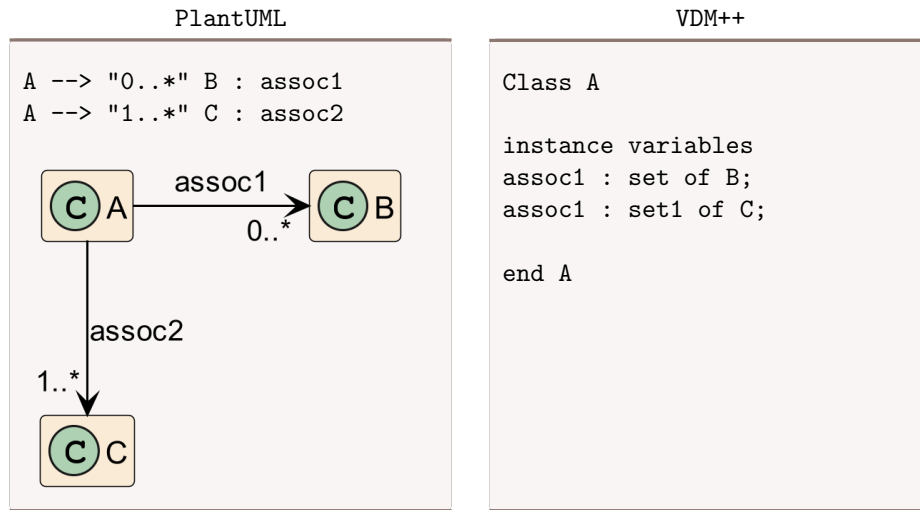 PlantUML
A --> "0..*" B : assoc1
A --> "1..*" C : assoc2
C A
assoc1
0..*
C B
assoc2
1..*
C C
VDM++
Class A
instance variables
assoc1 : set of B;
assoc1 : set1 of C;
end A